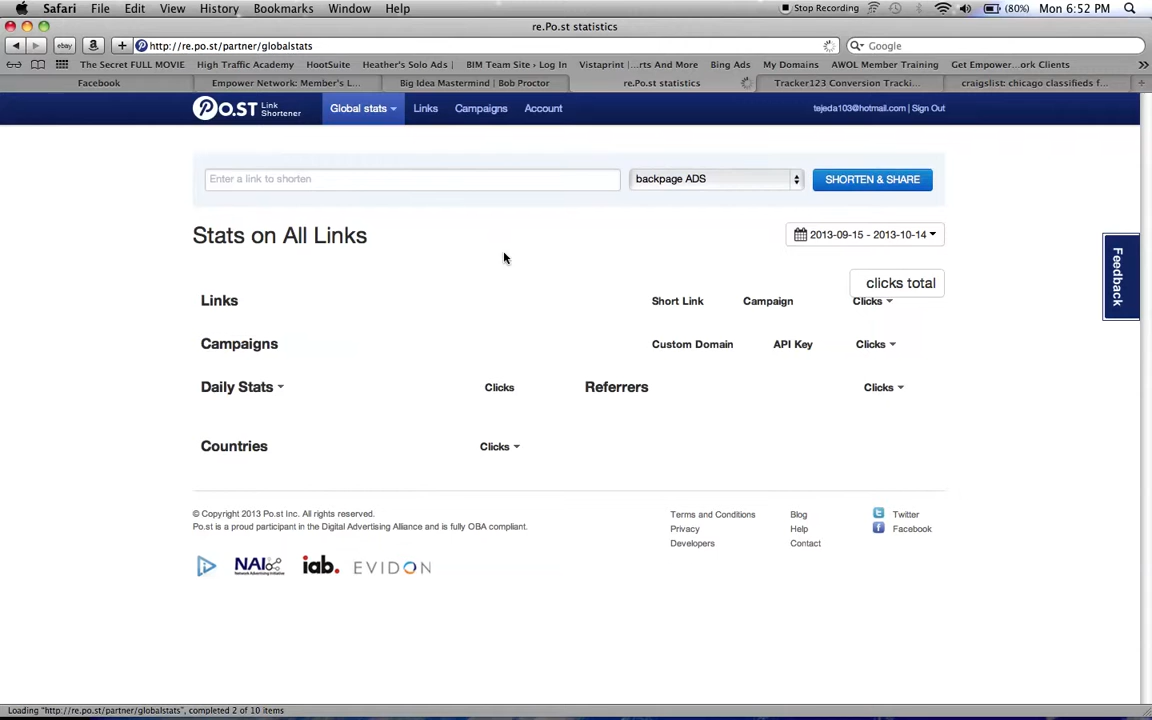 Safari File Edit View History Bookmarks Window Help Stop Recording (80%) Mon 6:52 PM
re.Po.st statistics
ebay a + http://re.po.st/partner/globalstats Google
The Secret FULL MOVIE High Traffic Academy HootSuite Heather's Solo Ads | BIM Team Site › Log In Vistaprint |...rts And More Bing Ads My Domains AWOL Member Training Get Empower...ork Clients
Facebook Empower Network: Member's L... Big Idea Mastermind | Bob Proctor re.Po.st statistics Tracker123 Conversion Tracki... craigslist: chicago classifieds f... +
PO.ST Link Shortener Global stats Links Campaigns Account tejeda103@hotmail.com | Sign Out
Enter a link to shorten backpage ADS SHORTEN & SHARE
Stats on All Links 2013-09-15 - 2013-10-14
Feedback
clicks total
Links Short Link Campaign Clicks
Campaigns Custom Domain API Key Clicks
Daily Stats Clicks Referrers Clicks
Countries Clicks
© Copyright 2013 Po.st Inc. All rights reserved. Terms and Conditions Blog Twitter
Po.st is a proud participant in the Digital Advertising Alliance and is fully OBA compliant. Privacy Help Facebook
Developers Contact
NAI Network Advertising Initiative iab. EVIDON
Loading "http://re.po.st/partner/globalstats", completed 2 of 10 items